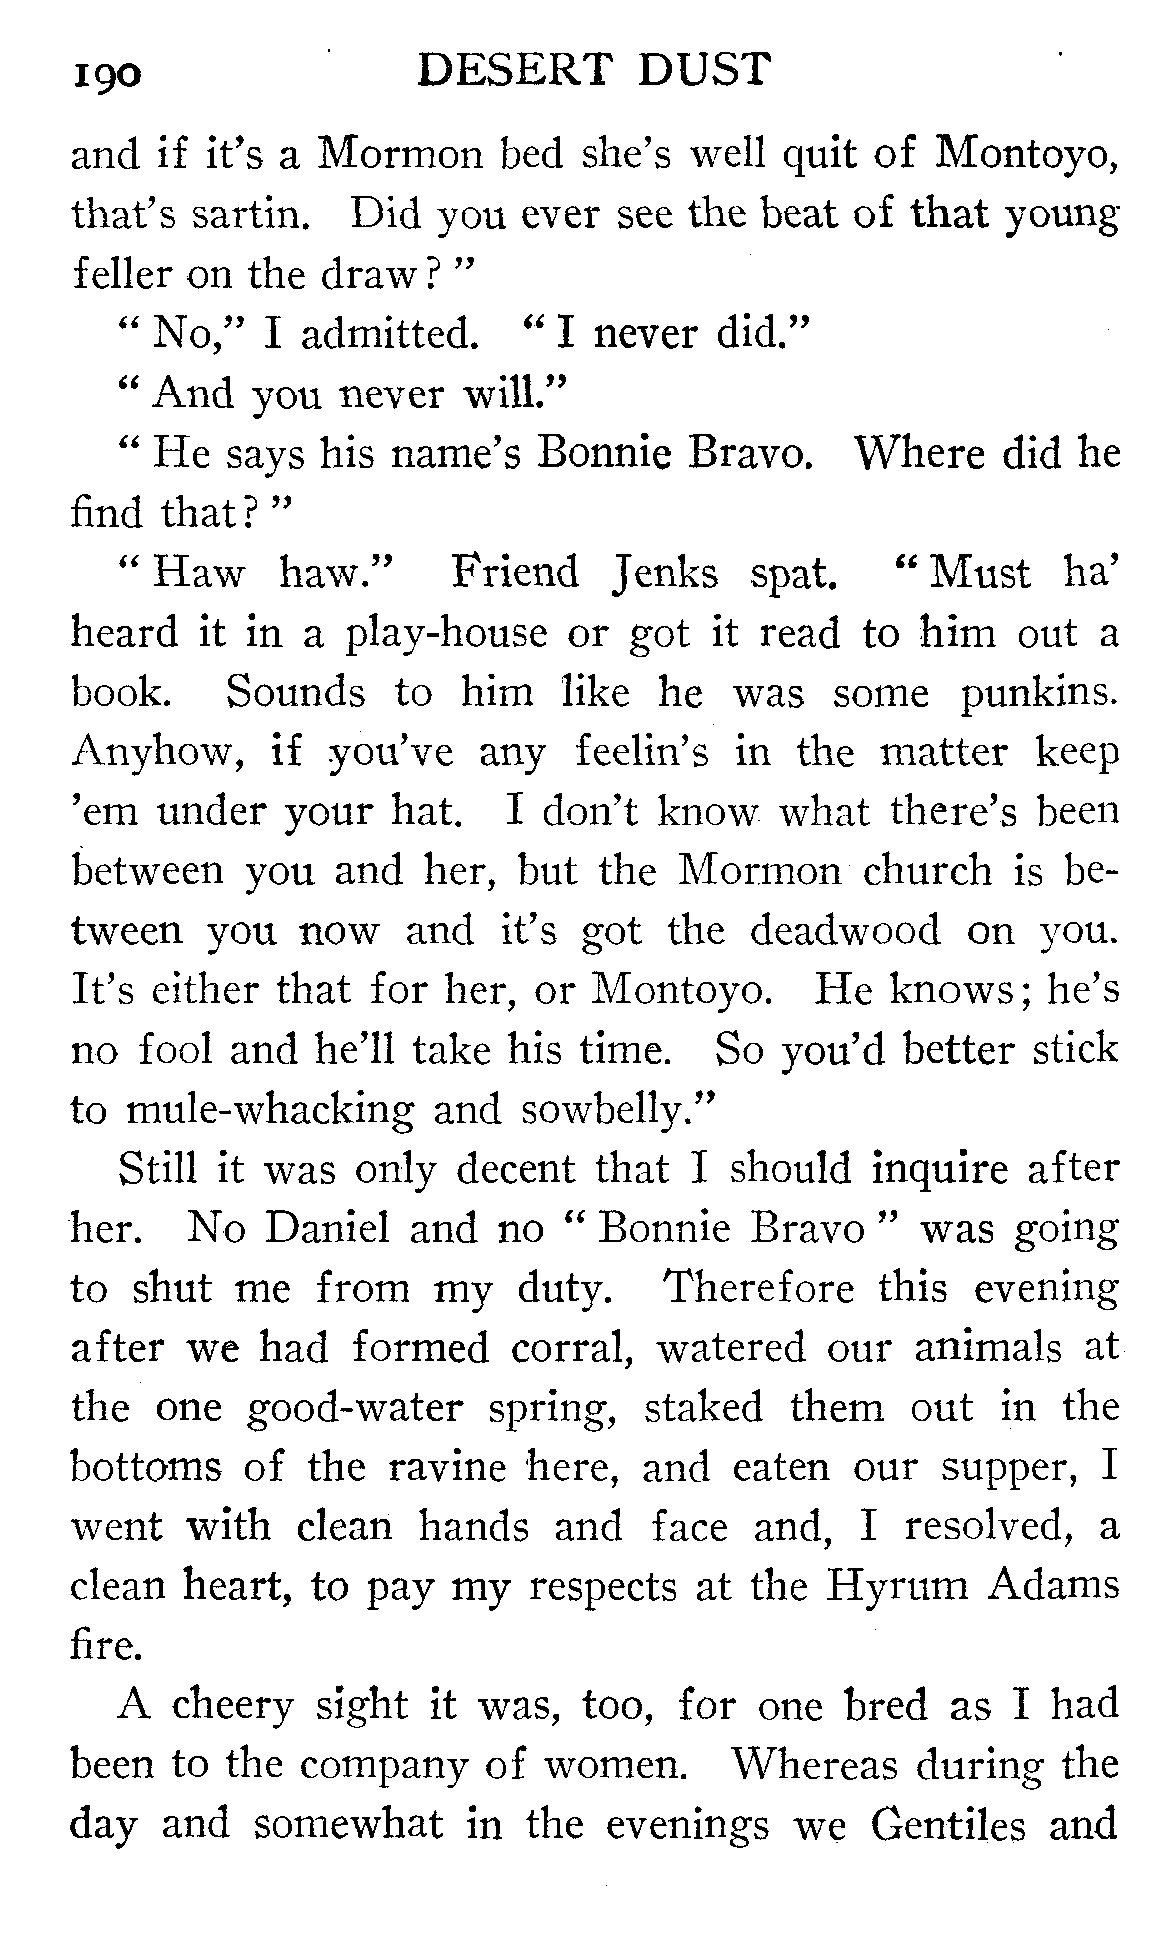 190 DESERT DUST
and if it's a Mormon bed she's well quit of Montoyo,
that's sartin. Did you ever see the beat of that young
feller on the draw?"
"No," I admitted. "I never did."
"And you never will."
"He says his name's Bonnie Bravo. Where did he
find that?"
"Haw haw." Friend Jenks spat. "Must ha'
heard it in a play-house or got it read to him out a
book. Sounds to him like he was some punkins.
Anyhow, if you've any feelin's in the matter keep
'em under your hat. I don't know what there's been
between you and her, but the Mormon church is be-
tween you now and it's got the deadwood on you.
It's either that for her, or Montoyo. He knows; he's
no fool and he'll take his time. So you'd better stick
to mule-whacking and sowbelly."
Still it was only decent that I should inquire after
her. No Daniel and no "Bonnie Bravo" was going
to shut me from my duty. Therefore this evening
after we had formed corral, watered our animals at
the one good-water spring, staked them out in the
bottoms of the ravine here, and eaten our supper, I
went with clean hands and face and, I resolved, a
clean heart, to pay my respects at the Hyrum Adams
fire.
A cheery sight it was, too, for one bred as I had
been to the company of women. Whereas during the
day and somewhat in the evenings we Gentiles and